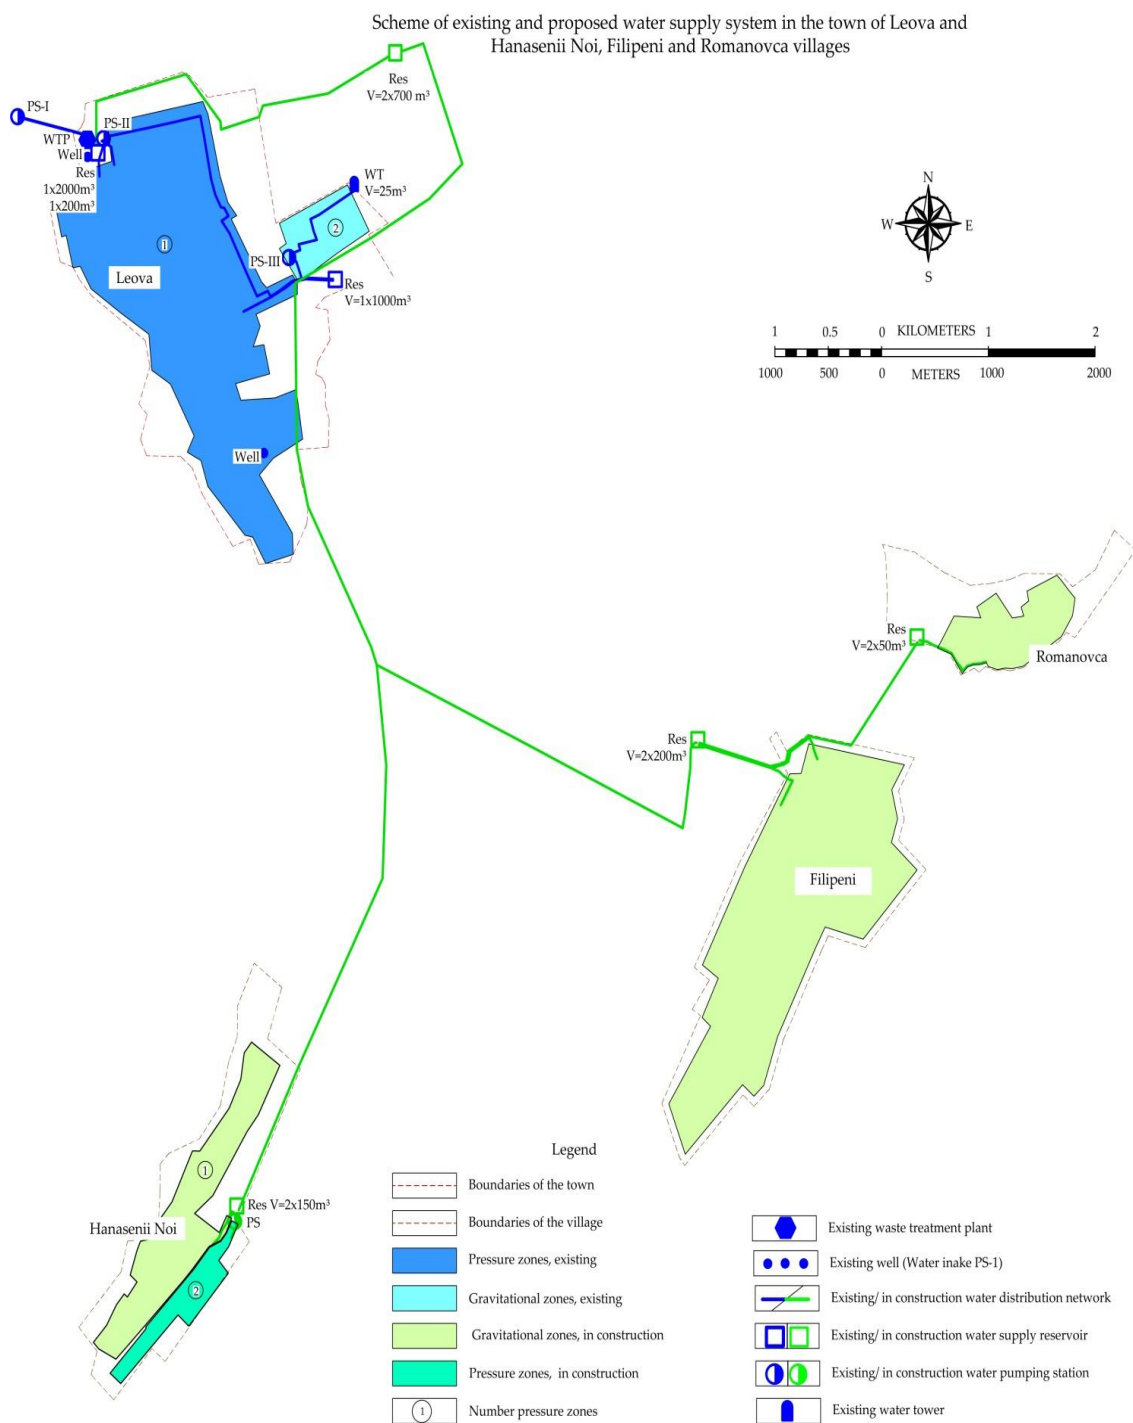 Scheme of existing and proposed water supply system in the town of Leova and
Hanasenii Noi, Filipeni and Romanovca villages
Res
V=2x700 m³
PS-I
PS-II
WTP
Well
Res
1x2000m³
1x200m³
WT
V=25m³
2
1
PS-III
Leova
Res
V=1x1000m³
Well
N
W
E
S
1
0.5
0
KILOMETERS
1
2
1000
500
0
METERS
1000
2000
Res
V=2x50m³
Romanovca
Res
V=2x200m³
Filipeni
1
Res V=2x150m³
PS
Hanasenii Noi
2
Legend
Boundaries of the town
Boundaries of the village
Pressure zones, existing
Gravitational zones, existing
Gravitational zones, in construction
Pressure zones, in construction
1
Number pressure zones
Existing waste treatment plant
Existing well (Water inake PS-1)
Existing/ in construction water distribution network
Existing/ in construction water supply reservoir
Existing/ in construction water pumping station
Existing water tower